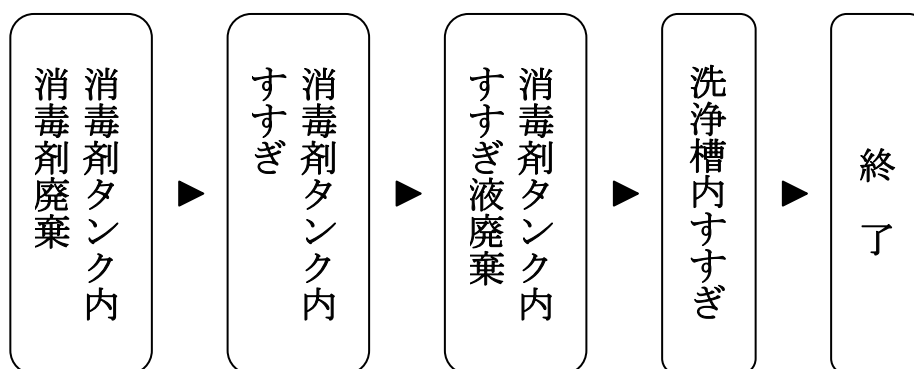 消毒剤タンク内
消毒剤廃棄
消毒剤タンク内
すすぎ
消毒剤タンク内
すすぎ液廃棄
洗浄槽内すすぎ
終了